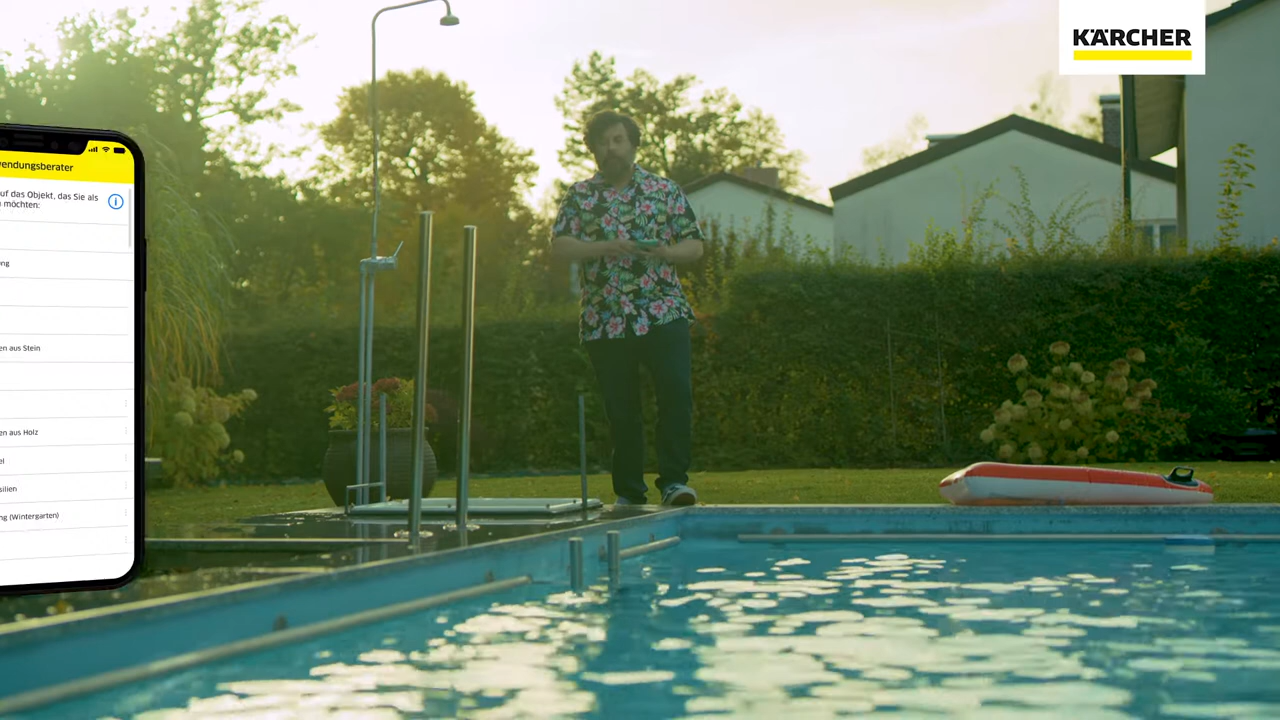 KÄRCHER
wendungsberater
uf das Objekt, das Sie als
möchten:
ng
en aus Stein
en aus Holz
el
silien
ng (Wintergarten)